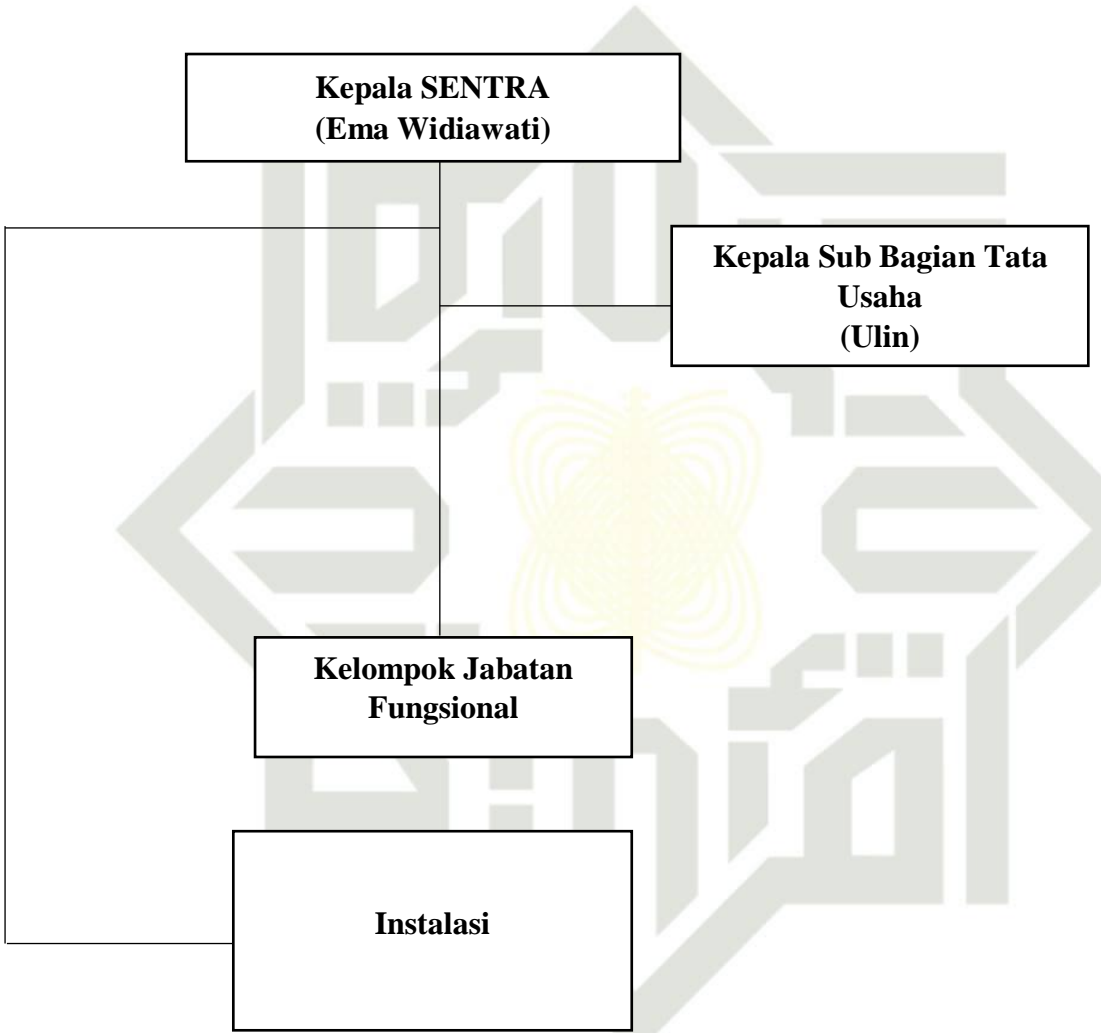 Kepala SENTRA
(Ema Widiawati)
Kepala Sub Bagian Tata
Usaha
(Ulin)
Kelompok Jabatan
Fungsional
Instalasi